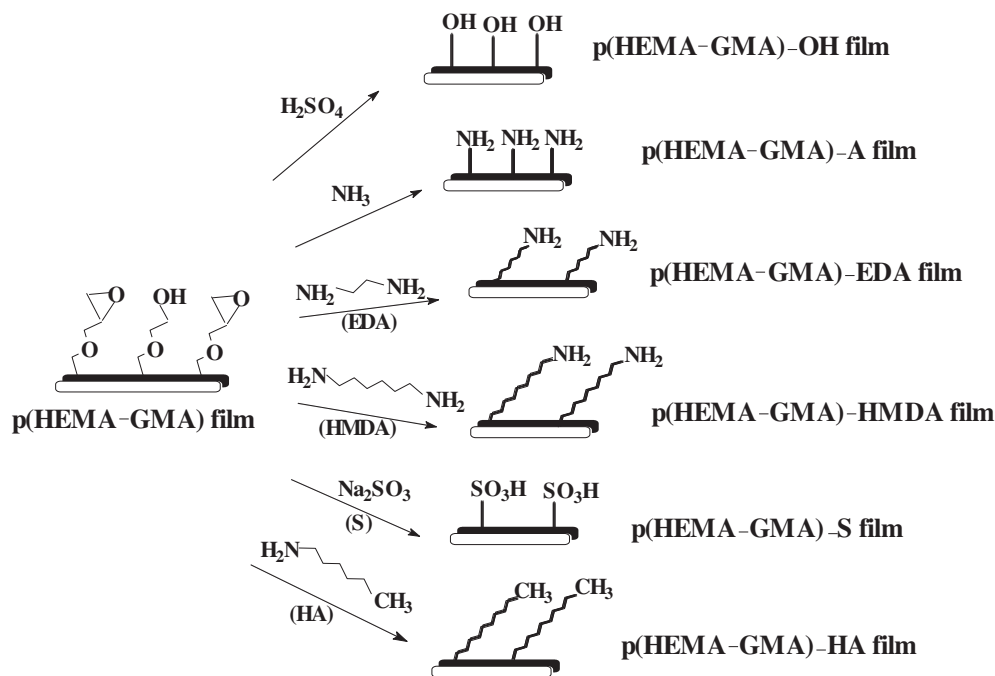 OH OH OH
p(HEMA-GMA)-OH film
H2SO4
NH2 NH2 NH2
p(HEMA-GMA)-A film
NH3
NH2 NH2
p(HEMA-GMA)-EDA film
NH2 NH2
(EDA)
O OH O
O O O
p(HEMA-GMA) film
H2N NH2
(HMDA)
NH2 NH2
p(HEMA-GMA)-HMDA film
Na2SO3
(S)
SO3H SO3H
p(HEMA-GMA)-S film
H2N CH3
(HA)
CH3 CH3
p(HEMA-GMA)-HA film